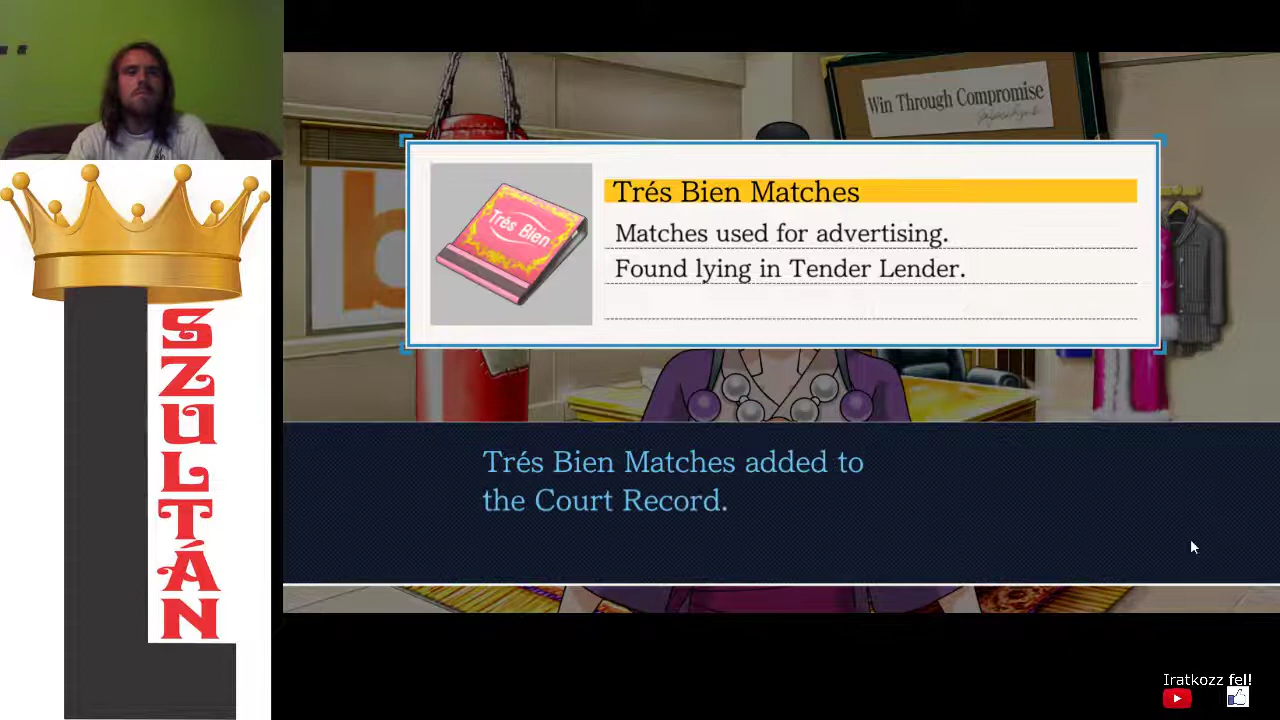 SZULTÁN
Win Through Compromise
Trés Bien
Trés Bien Matches
Matches used for advertising.
Found lying in Tender Lender.
Trés Bien Matches added to
the Court Record.
Iratkozz fel!